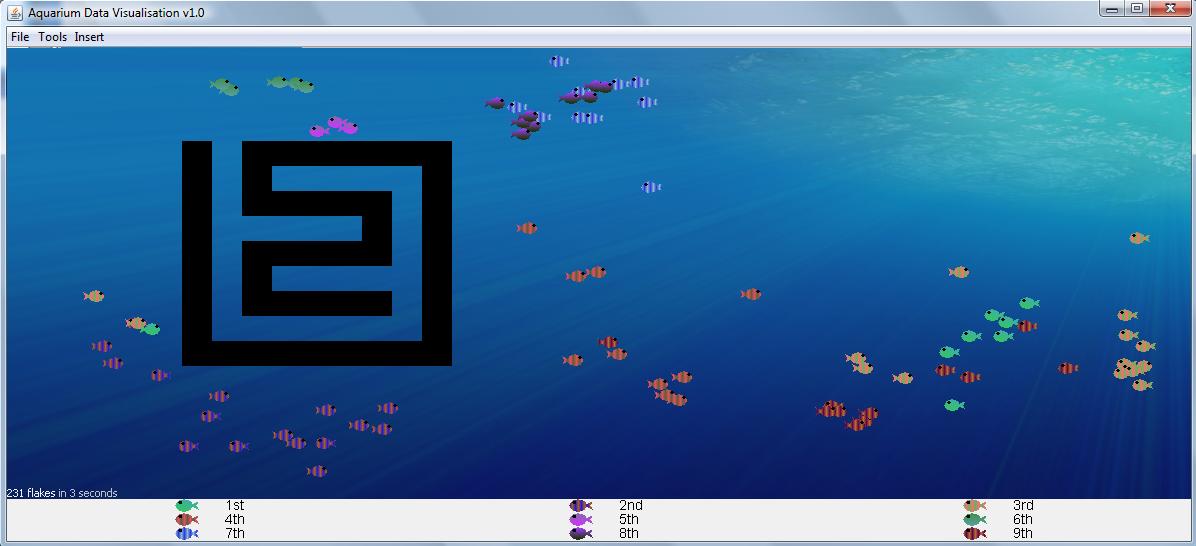 Aquarium Data Visualisation v1.0
File Tools Insert
231 flakes in 3 seconds
1st 2nd 3rd
4th 5th 6th
7th 8th 9th